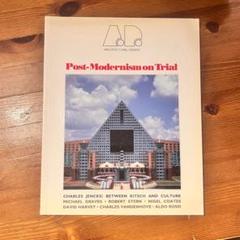 A.D.
ARCHITECTURAL DESIGN
Post-Modernism on Trial
CHARLES JENCKS: BETWEEN KITSCH AND CULTURE
MICHAEL GRAVES • ROBERT STERN • NIGEL COATES
DAVID HARVEY • CHARLES VANDENHOVE • ALDO ROSSI